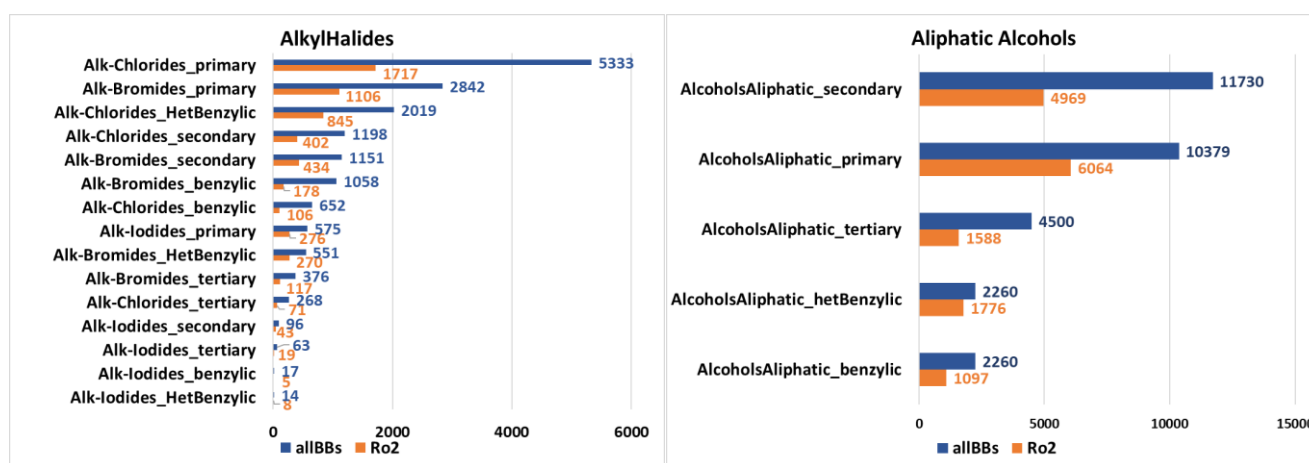 AlkylHalides
Alk-Chlorides_primary 5333
1717
Alk-Bromides_primary 2842
1106
Alk-Chlorides_HetBenzylic 2019
845
Alk-Chlorides_secondary 1198
402
Alk-Bromides_secondary 1151
434
Alk-Bromides_benzylic 1058
178
Alk-Chlorides_benzylic 652
106
Alk-Iodides_primary 575
276
Alk-Bromides_HetBenzylic 551
270
Alk-Bromides_tertiary 376
117
Alk-Chlorides_tertiary 268
71
Alk-Iodides_secondary 96
43
Alk-Iodides_tertiary 63
19
Alk-Iodides_benzylic 17
5
Alk-Iodides_HetBenzylic 14
8
0 2000 4000 6000
allBBs Ro2
Aliphatic Alcohols
AlcoholsAliphatic_secondary 11730
4969
AlcoholsAliphatic_primary 10379
6064
AlcoholsAliphatic_tertiary 4500
1588
AlcoholsAliphatic_hetBenzylic 2260
1776
AlcoholsAliphatic_benzylic 2260
1097
0 5000 10000 15000
allBBs Ro2